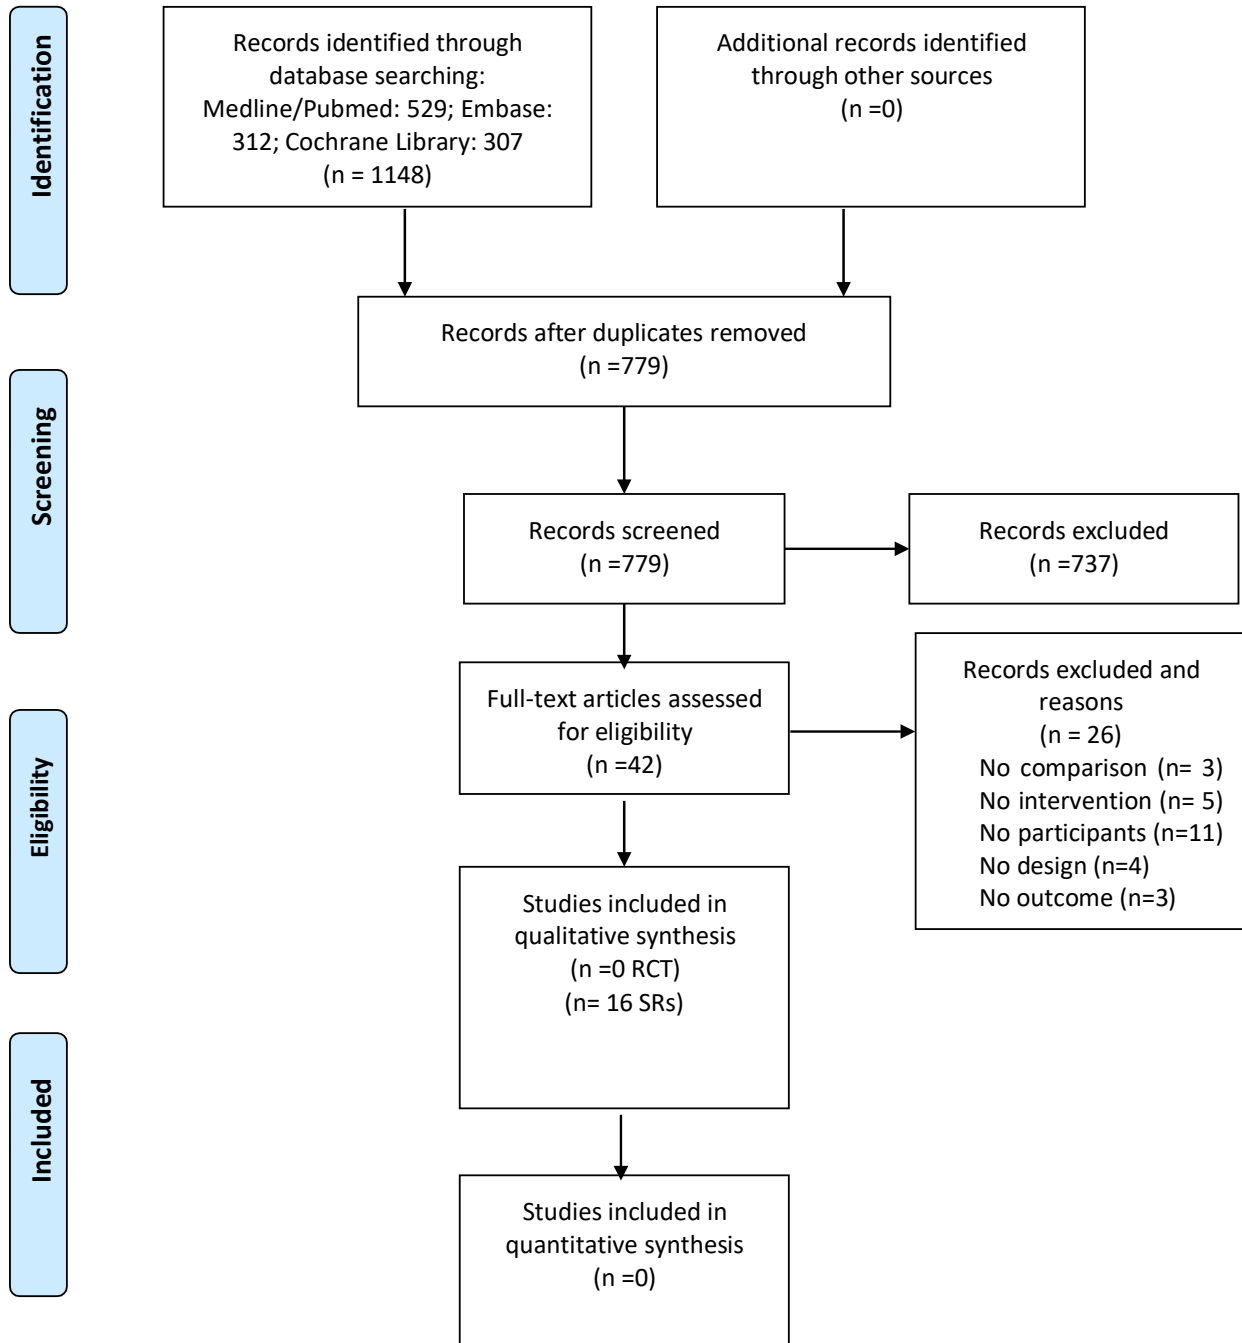 Identification
Records identified through
database searching:
Medline/Pubmed: 529; Embase:
312; Cochrane Library: 307
(n = 1148)
Additional records identified
through other sources
(n =0)
Records after duplicates removed
(n =779)
Screening
Records screened
(n =779)
Records excluded
(n =737)
Eligibility
Full-text articles assessed
for eligibility
(n =42)
Records excluded and
reasons
(n = 26)
No comparison (n= 3)
No intervention (n= 5)
No participants (n=11)
No design (n=4)
No outcome (n=3)
Studies included in
qualitative synthesis
(n =0 RCT)
(n= 16 SRs)
Included
Studies included in
quantitative synthesis
(n =0)